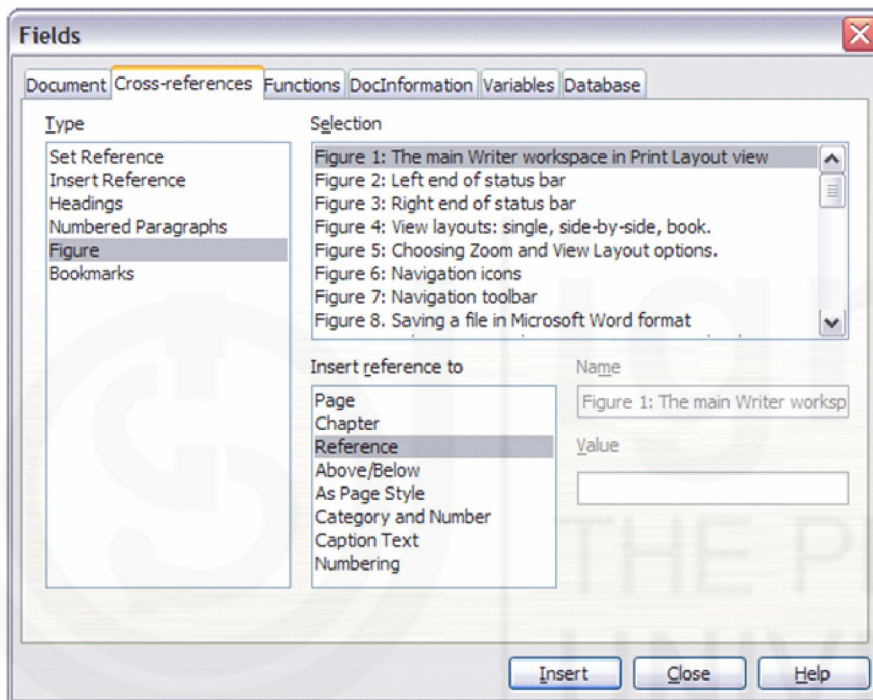 Fields
Document Cross-references Functions DocInformation Variables Database
Type
Set Reference
Insert Reference
Headings
Numbered Paragraphs
Figure
Bookmarks
Selection
Figure 1: The main Writer workspace in Print Layout view
Figure 2: Left end of status bar
Figure 3: Right end of status bar
Figure 4: View layouts: single, side-by-side, book.
Figure 5: Choosing Zoom and View Layout options.
Figure 6: Navigation icons
Figure 7: Navigation toolbar
Figure 8. Saving a file in Microsoft Word format
Insert reference to
Page
Chapter
Reference
Above/Below
As Page Style
Category and Number
Caption Text
Numbering
Name
Figure 1: The main Writer worksp
Value
THE P
Insert Close Help